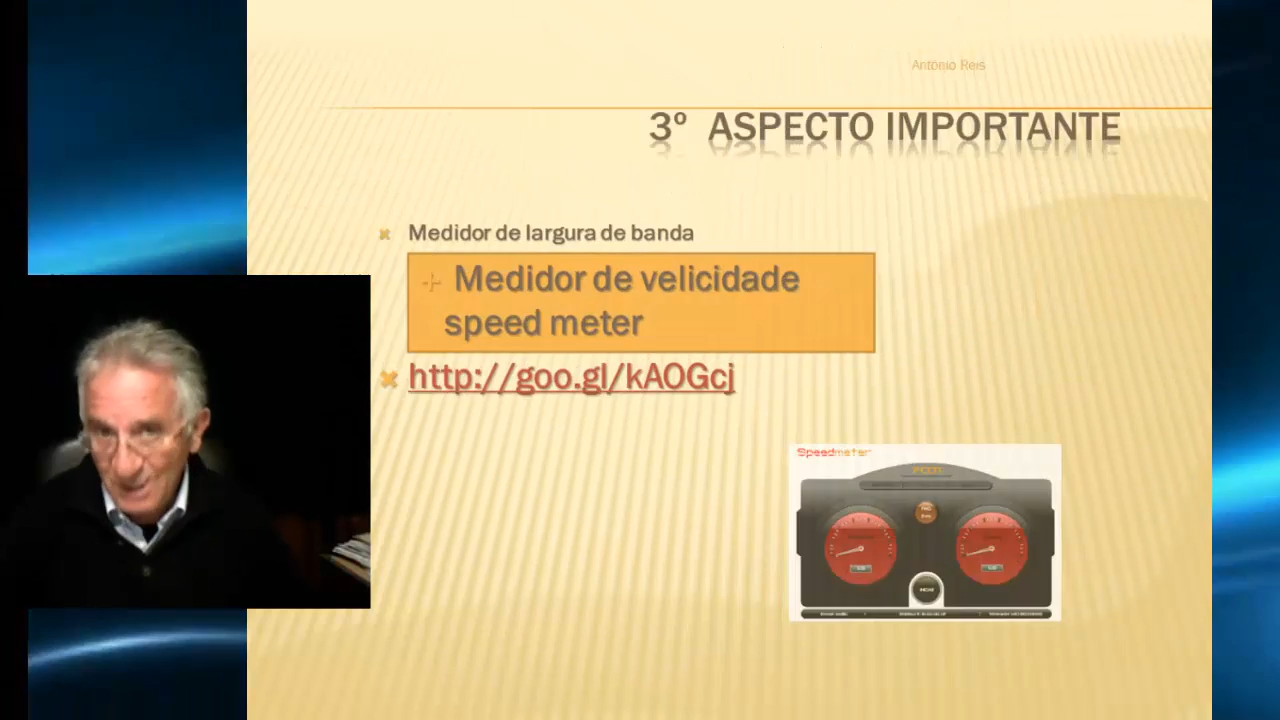 António Reis
3º ASPECTO IMPORTANTE
Medidor de largura de banda
Medidor de velicidade
speed meter
http://goo.gl/kAOGcj
Speedmeter